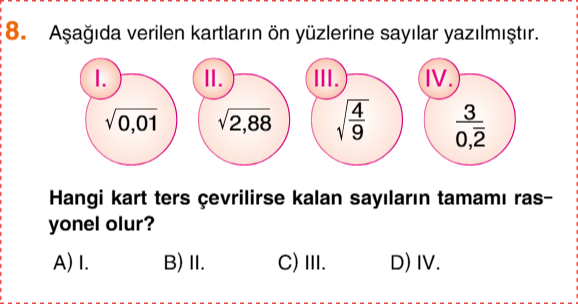 8. Aşağıda verilen kartların ön yüzlerine sayılar yazılmıştır.
I. II. III. IV.
√0,01 √2,88 √(4/9) 3/0,2̅
Hangi kart ters çevrilirse kalan sayıların tamamı ras-
yonel olur?
A) I. B) II. C) III. D) IV.